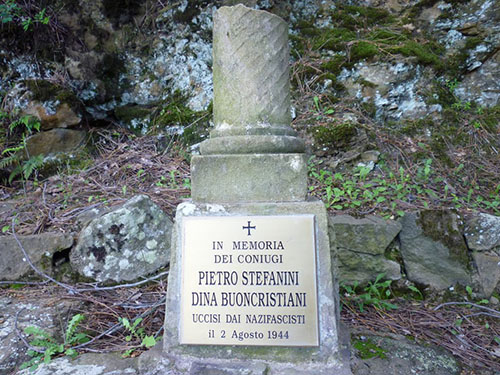 IN MEMORIA
DEI CONIUGI
PIETRO STEFANINI
DINA BUONCRISTIANI
UCCISI DAI NAZIFASCISTI
il 2 Agosto 1944